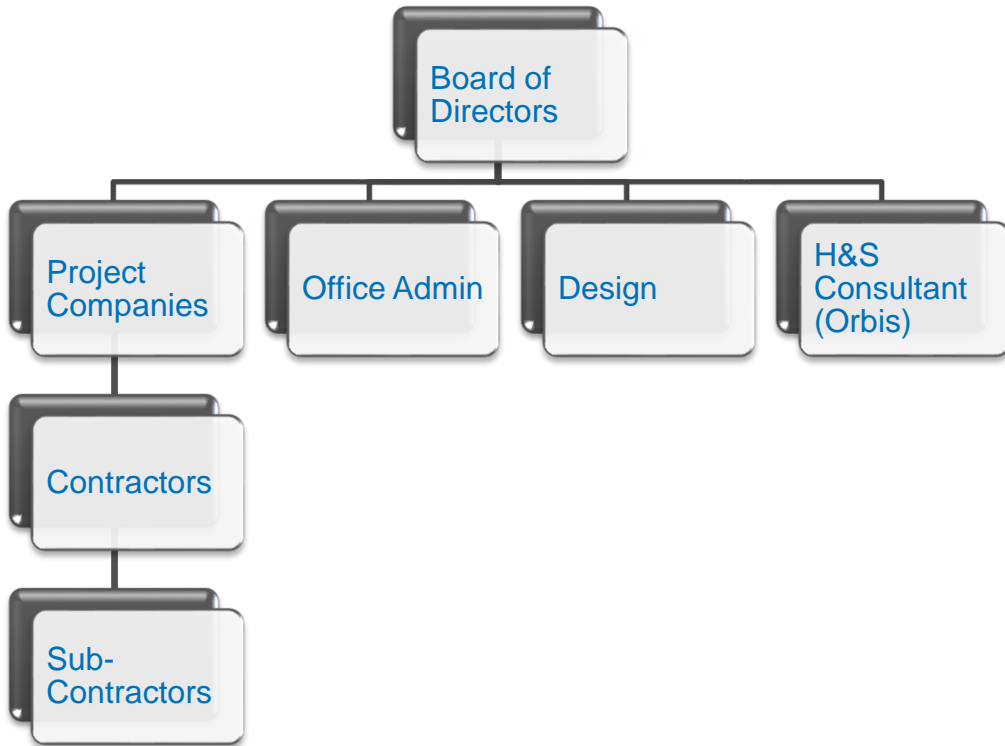 Board of
Directors
Project
Companies
Office Admin
Design
H&S
Consultant
(Orbis)
Contractors
Sub-
Contractors